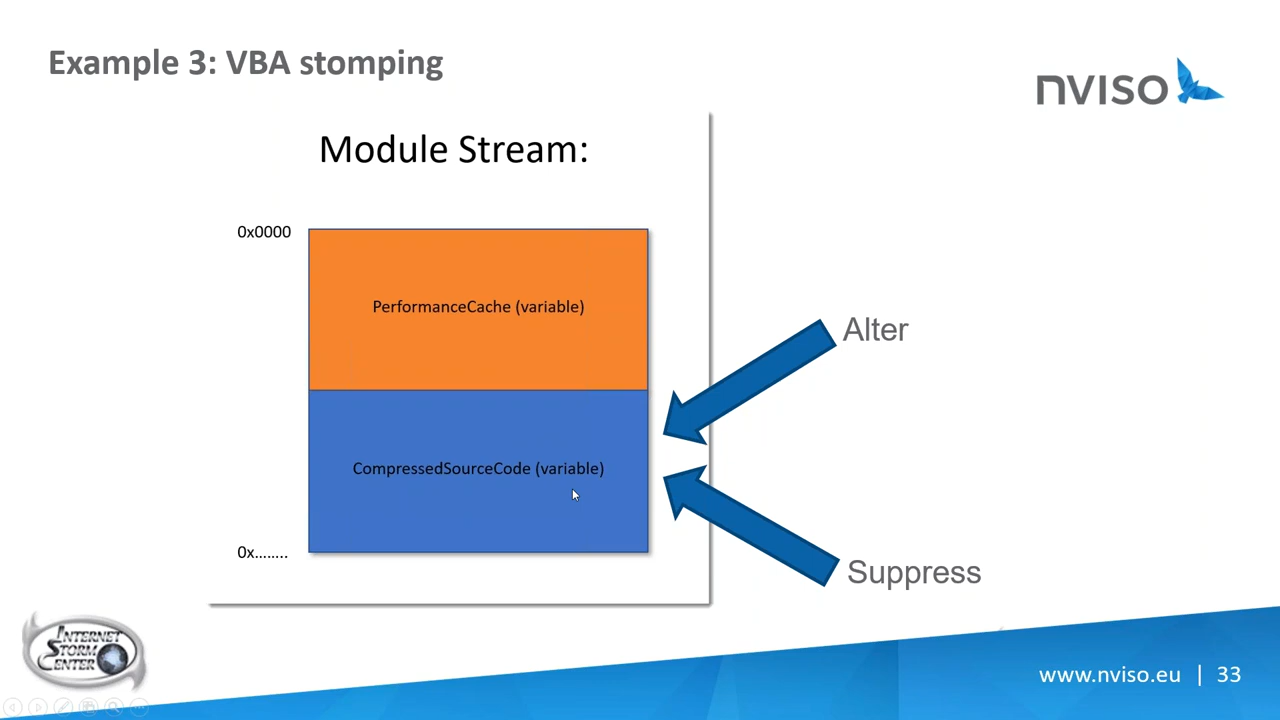 Example 3: VBA stomping
nviso
Module Stream:
0x0000
PerformanceCache (variable)
Alter
CompressedSourceCode (variable)
0x........
Suppress
INTERNET
STORM
CENTER
www.nviso.eu | 33